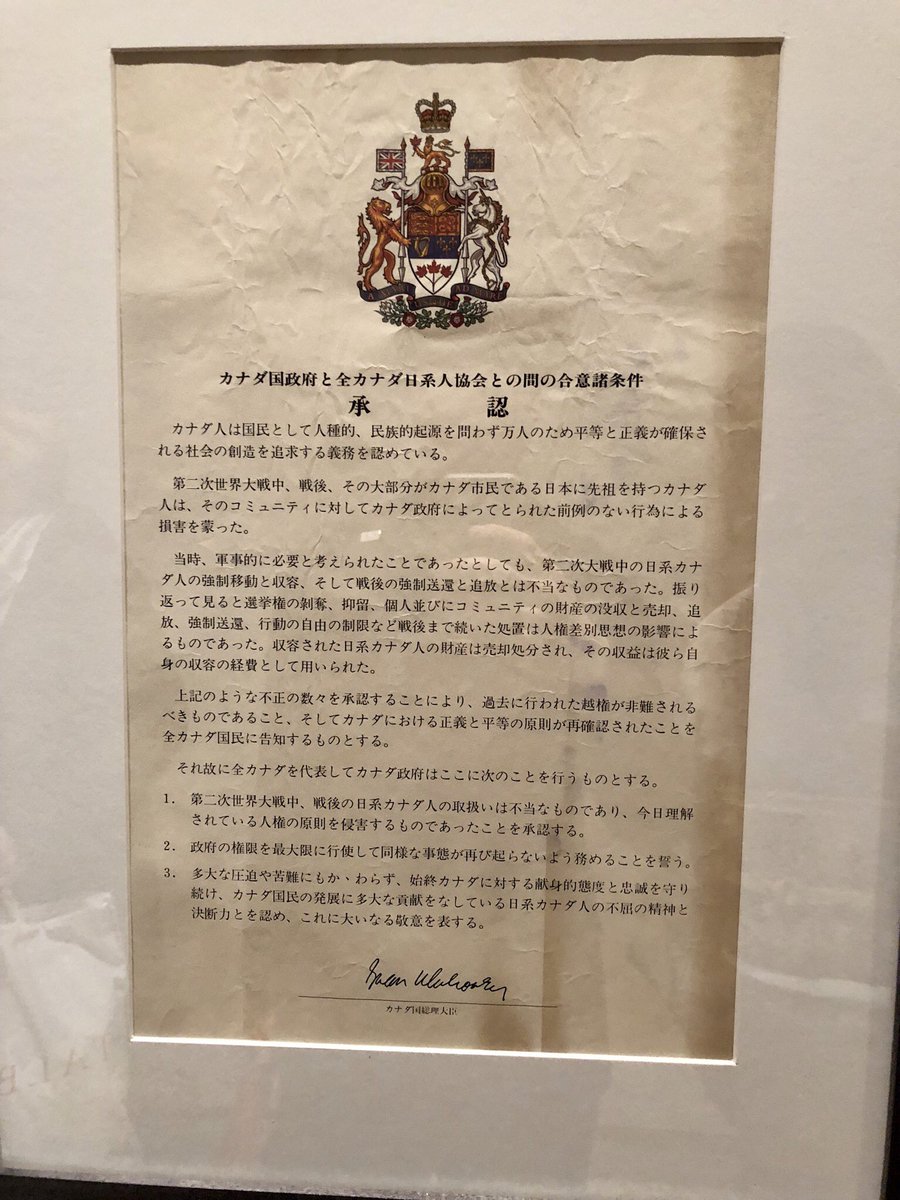 カナダ国政府と全カナダ日系人協会との間の合意諸条件
承 認
カナダ人は国民として人種的、民族的起源を問わず万人のため平等と正義が確保さ
れる社会の創造を追求する義務を認めている。
第二次世界大戦中、戦後、その大部分がカナダ市民である日本に先祖を持つカナダ
人は、そのコミュニティに対してカナダ政府によってとられた前例のない行為による
損害を蒙った。
当時、軍事的に必要と考えられたことであったとしても、第二次大戦中の日系カナ
ダ人の強制移動と収容、そして戦後の強制送還と追放とは不当なものであった。振り
返って見ると選挙権の剝奪、抑留、個人並びにコミュニティの財産の没収と売却、追
放、強制送還、行動の自由の制限など戦後まで続いた処置は人権差別思想の影響によ
るものであった。収容された日系カナダ人の財産は売却処分され、その収益は彼ら自
身の収容の経費として用いられた。
上記のような不正の数々を承認することにより、過去に行われた越権が非難される
べきものであること、そしてカナダにおける正義と平等の原則が再確認されたことを
全カナダ国民に告知するものとする。
それ故に全カナダを代表してカナダ政府はここに次のことを行うものとする。
1. 第二次世界大戦中、戦後の日系カナダ人の取扱いは不当なものであり、今日理解
されている人権の原則を侵害するものであったことを承認する。
2. 政府の権限を最大限に行使して同様な事態が再び起らないよう務めることを誓う。
3. 多大な圧迫や苦難にもかゝわらず、始終カナダに対する献身的態度と忠誠を守り
続け、カナダ国民の発展に多大な貢献をなしている日系カナダ人の不屈の精神と
決断力とを認め、これに大いなる敬意を表する。
カナダ国総理大臣